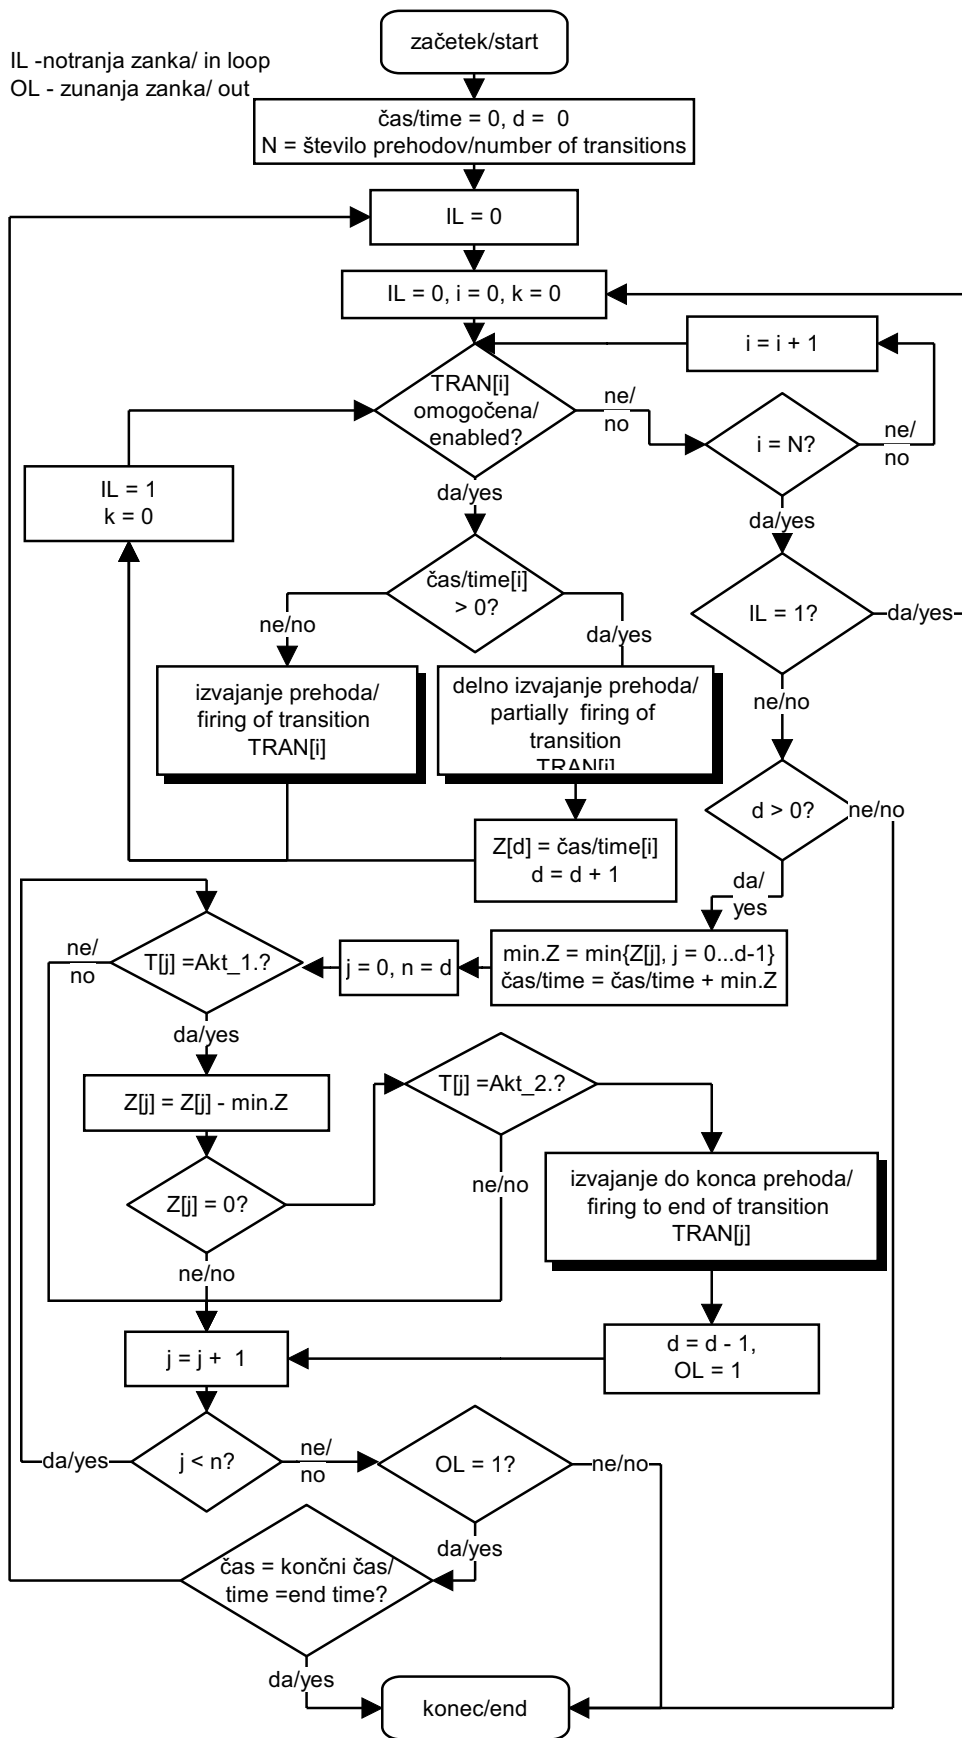 začetek/start
IL -notranja zanka/ in loop
OL - zunanja zanka/ out
čas/time = 0, d =  0
N = število prehodov/number of transitions
IL = 0
IL = 0, i = 0, k = 0
i = i + 1
TRAN[i]
omogočena/
enabled?
ne/
no
i = N?
ne/
no
IL = 1
k = 0
da/yes
da/yes
čas/time[i]
> 0?
ne/no
da/yes
IL = 1?
da/yes
izvajanje prehoda/
firing of transition
TRAN[i]
delno izvajanje prehoda/
partially  firing of
transition
TRAN[i]
ne/no
d > 0?
ne/no
Z[d] = čas/time[i]
d = d + 1
da/
yes
ne/
no
T[j] =Akt_1.?
j = 0, n = d
min.Z = min{Z[j], j = 0...d-1}
čas/time = čas/time + min.Z
da/yes
Z[j] = Z[j] - min.Z
T[j] =Akt_2.?
Z[j] = 0?
ne/no
izvajanje do konca prehoda/
firing to end of transition
TRAN[j]
ne/no
j = j +  1
d = d - 1,
OL = 1
da/yes
j < n?
ne/
no
OL = 1?
ne/no
da/yes
čas = končni čas/
time =end time?
da/yes
konec/end